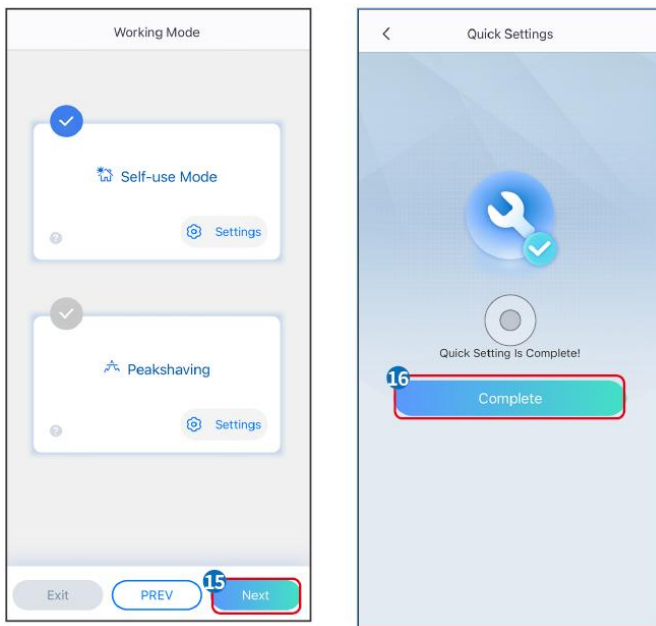 Working Mode
Self-use Mode
Settings
Peakshaving
Settings
Exit
PREV
15
Next
Quick Settings
Quick Setting Is Complete!
16
Complete